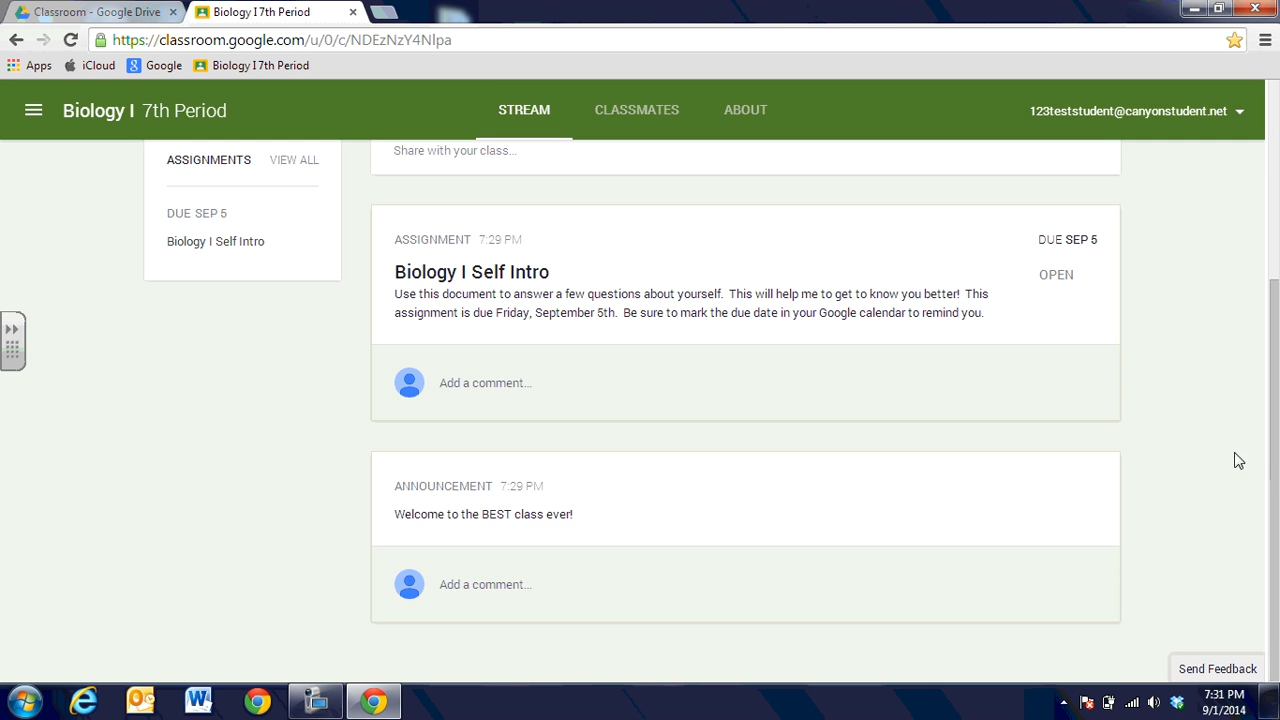 Classroom - Google Drive
Biology I 7th Period
https://classroom.google.com/u/0/c/NDEzNzY4Nlpa
Apps
iCloud
Google
Biology I 7th Period
Biology I 7th Period
STREAM
CLASSMATES
ABOUT
123teststudent@canyonstudent.net
ASSIGNMENTS VIEW ALL
DUE SEP 5
Biology I Self Intro
Share with your class...
ASSIGNMENT 7:29 PM
DUE SEP 5
Biology I Self Intro
OPEN
Use this document to answer a few questions about yourself. This will help me to get to know you better! This
assignment is due Friday, September 5th. Be sure to mark the due date in your Google calendar to remind you.
Add a comment...
ANNOUNCEMENT 7:29 PM
Welcome to the BEST class ever!
Add a comment...
Send Feedback
7:31 PM
9/1/2014